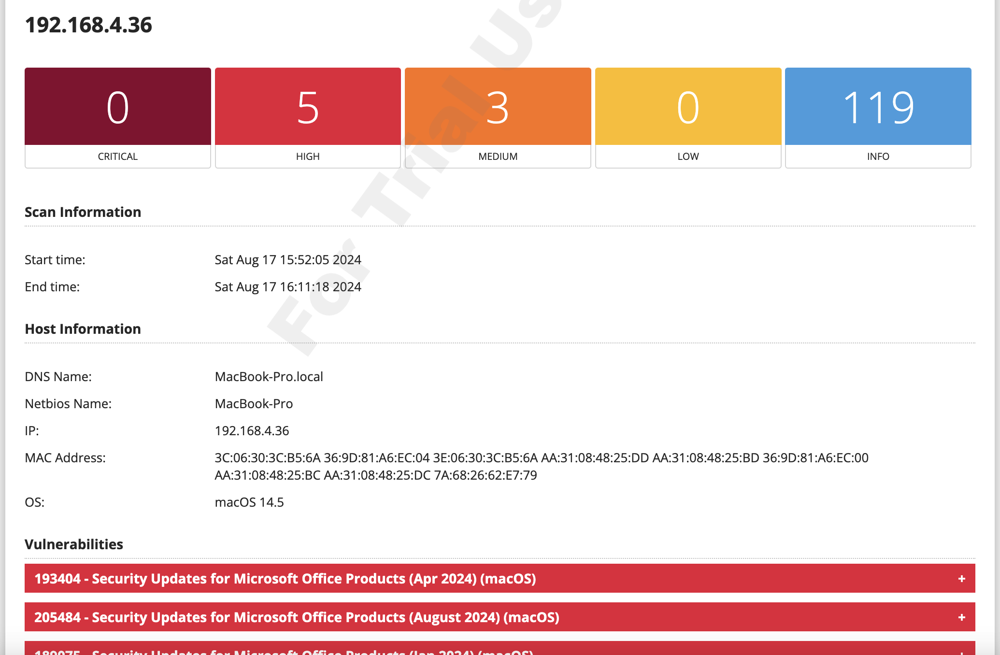 192.168.4.36
0
5
3
0
119
CRITICAL
HIGH
MEDIUM
LOW
INFO
For Trial Us
Scan Information
Start time: Sat Aug 17 15:52:05 2024
End time: Sat Aug 17 16:11:18 2024
Host Information
DNS Name: MacBook-Pro.local
Netbios Name: MacBook-Pro
IP: 192.168.4.36
MAC Address: 3C:06:30:3C:B5:6A 36:9D:81:A6:EC:04 3E:06:30:3C:B5:6A AA:31:08:48:25:DD AA:31:08:48:25:BD 36:9D:81:A6:EC:00
AA:31:08:48:25:BC AA:31:08:48:25:DC 7A:68:26:62:E7:79
OS: macOS 14.5
Vulnerabilities
193404 - Security Updates for Microsoft Office Products (Apr 2024) (macOS) +
205484 - Security Updates for Microsoft Office Products (August 2024) (macOS) +
189075 - Security Updates for Microsoft Office Products (Jan 2024) (macOS) +